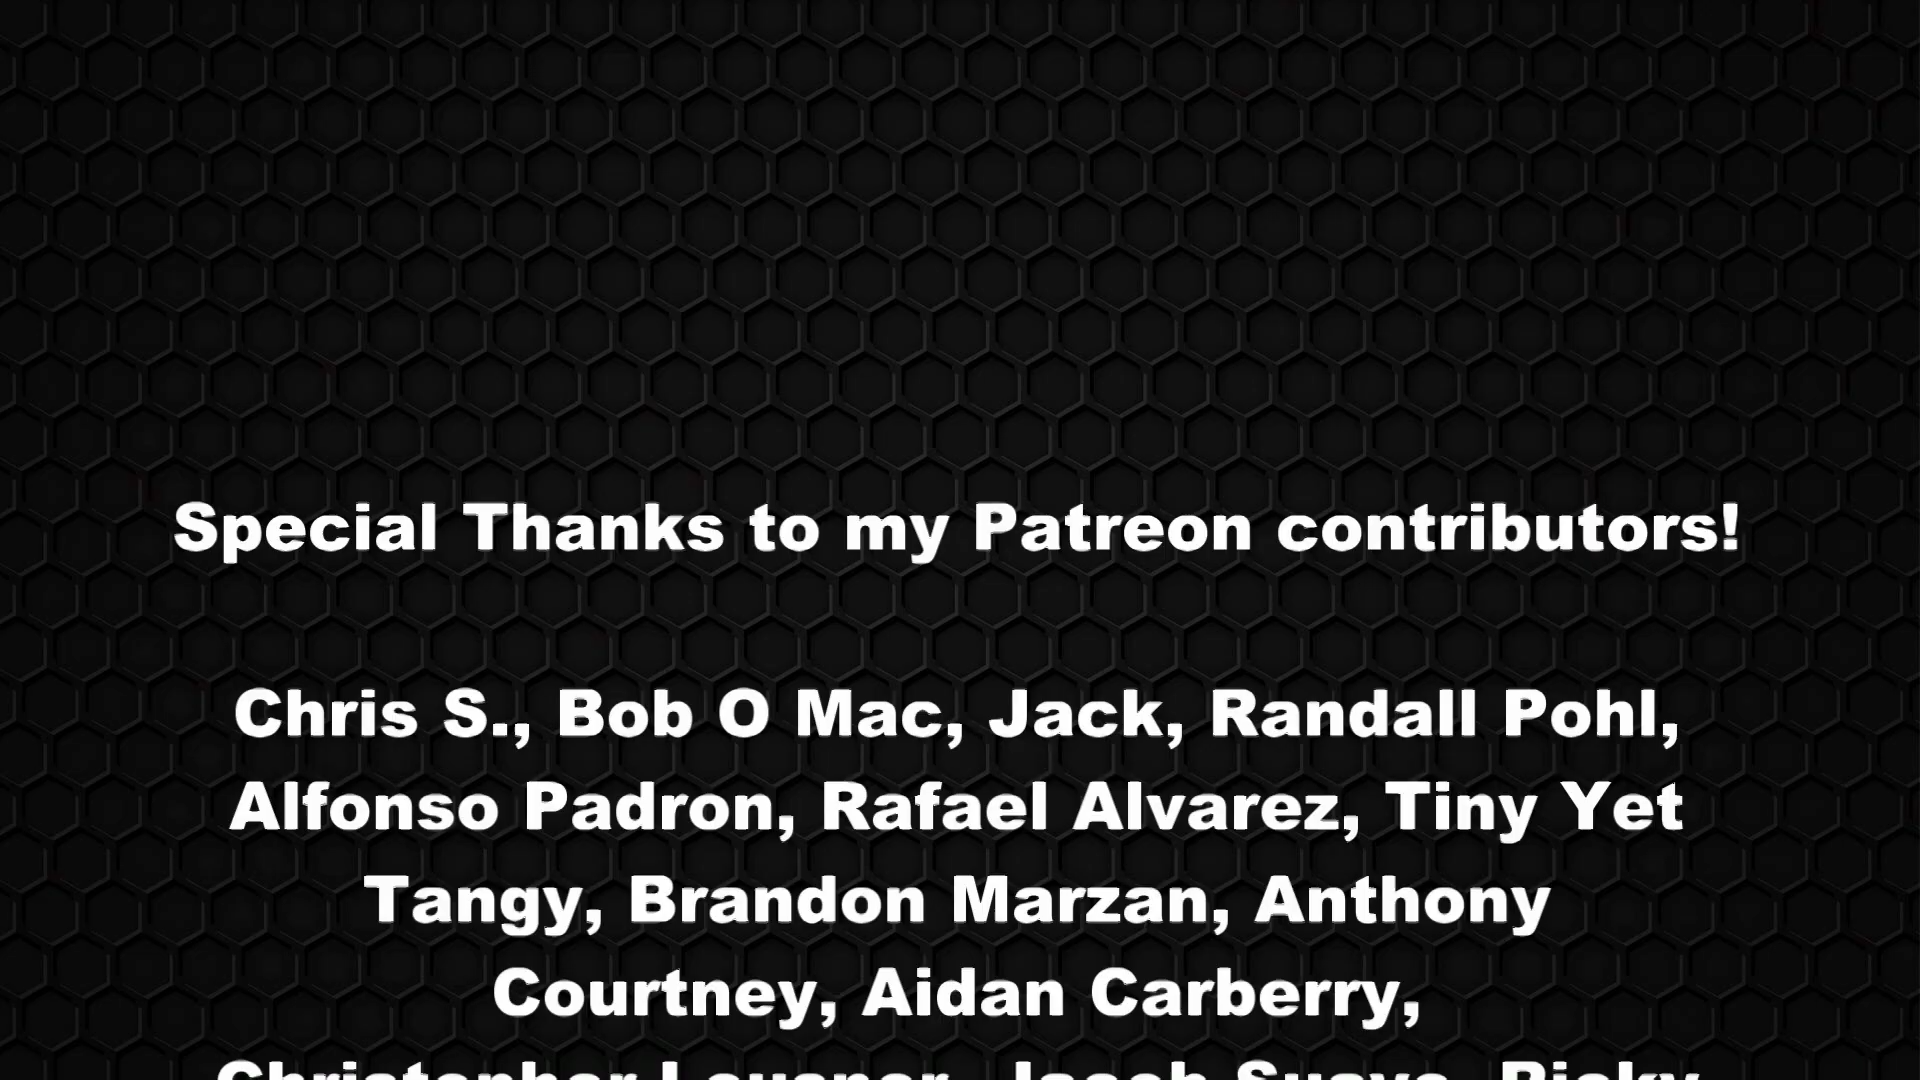 Special Thanks to my Patreon contributors!
Chris S., Bob O Mac, Jack, Randall Pohl,
Alfonso Padron, Rafael Alvarez, Tiny Yet
Tangy, Brandon Marzan, Anthony
Courtney, Aidan Carberry,
Christopher